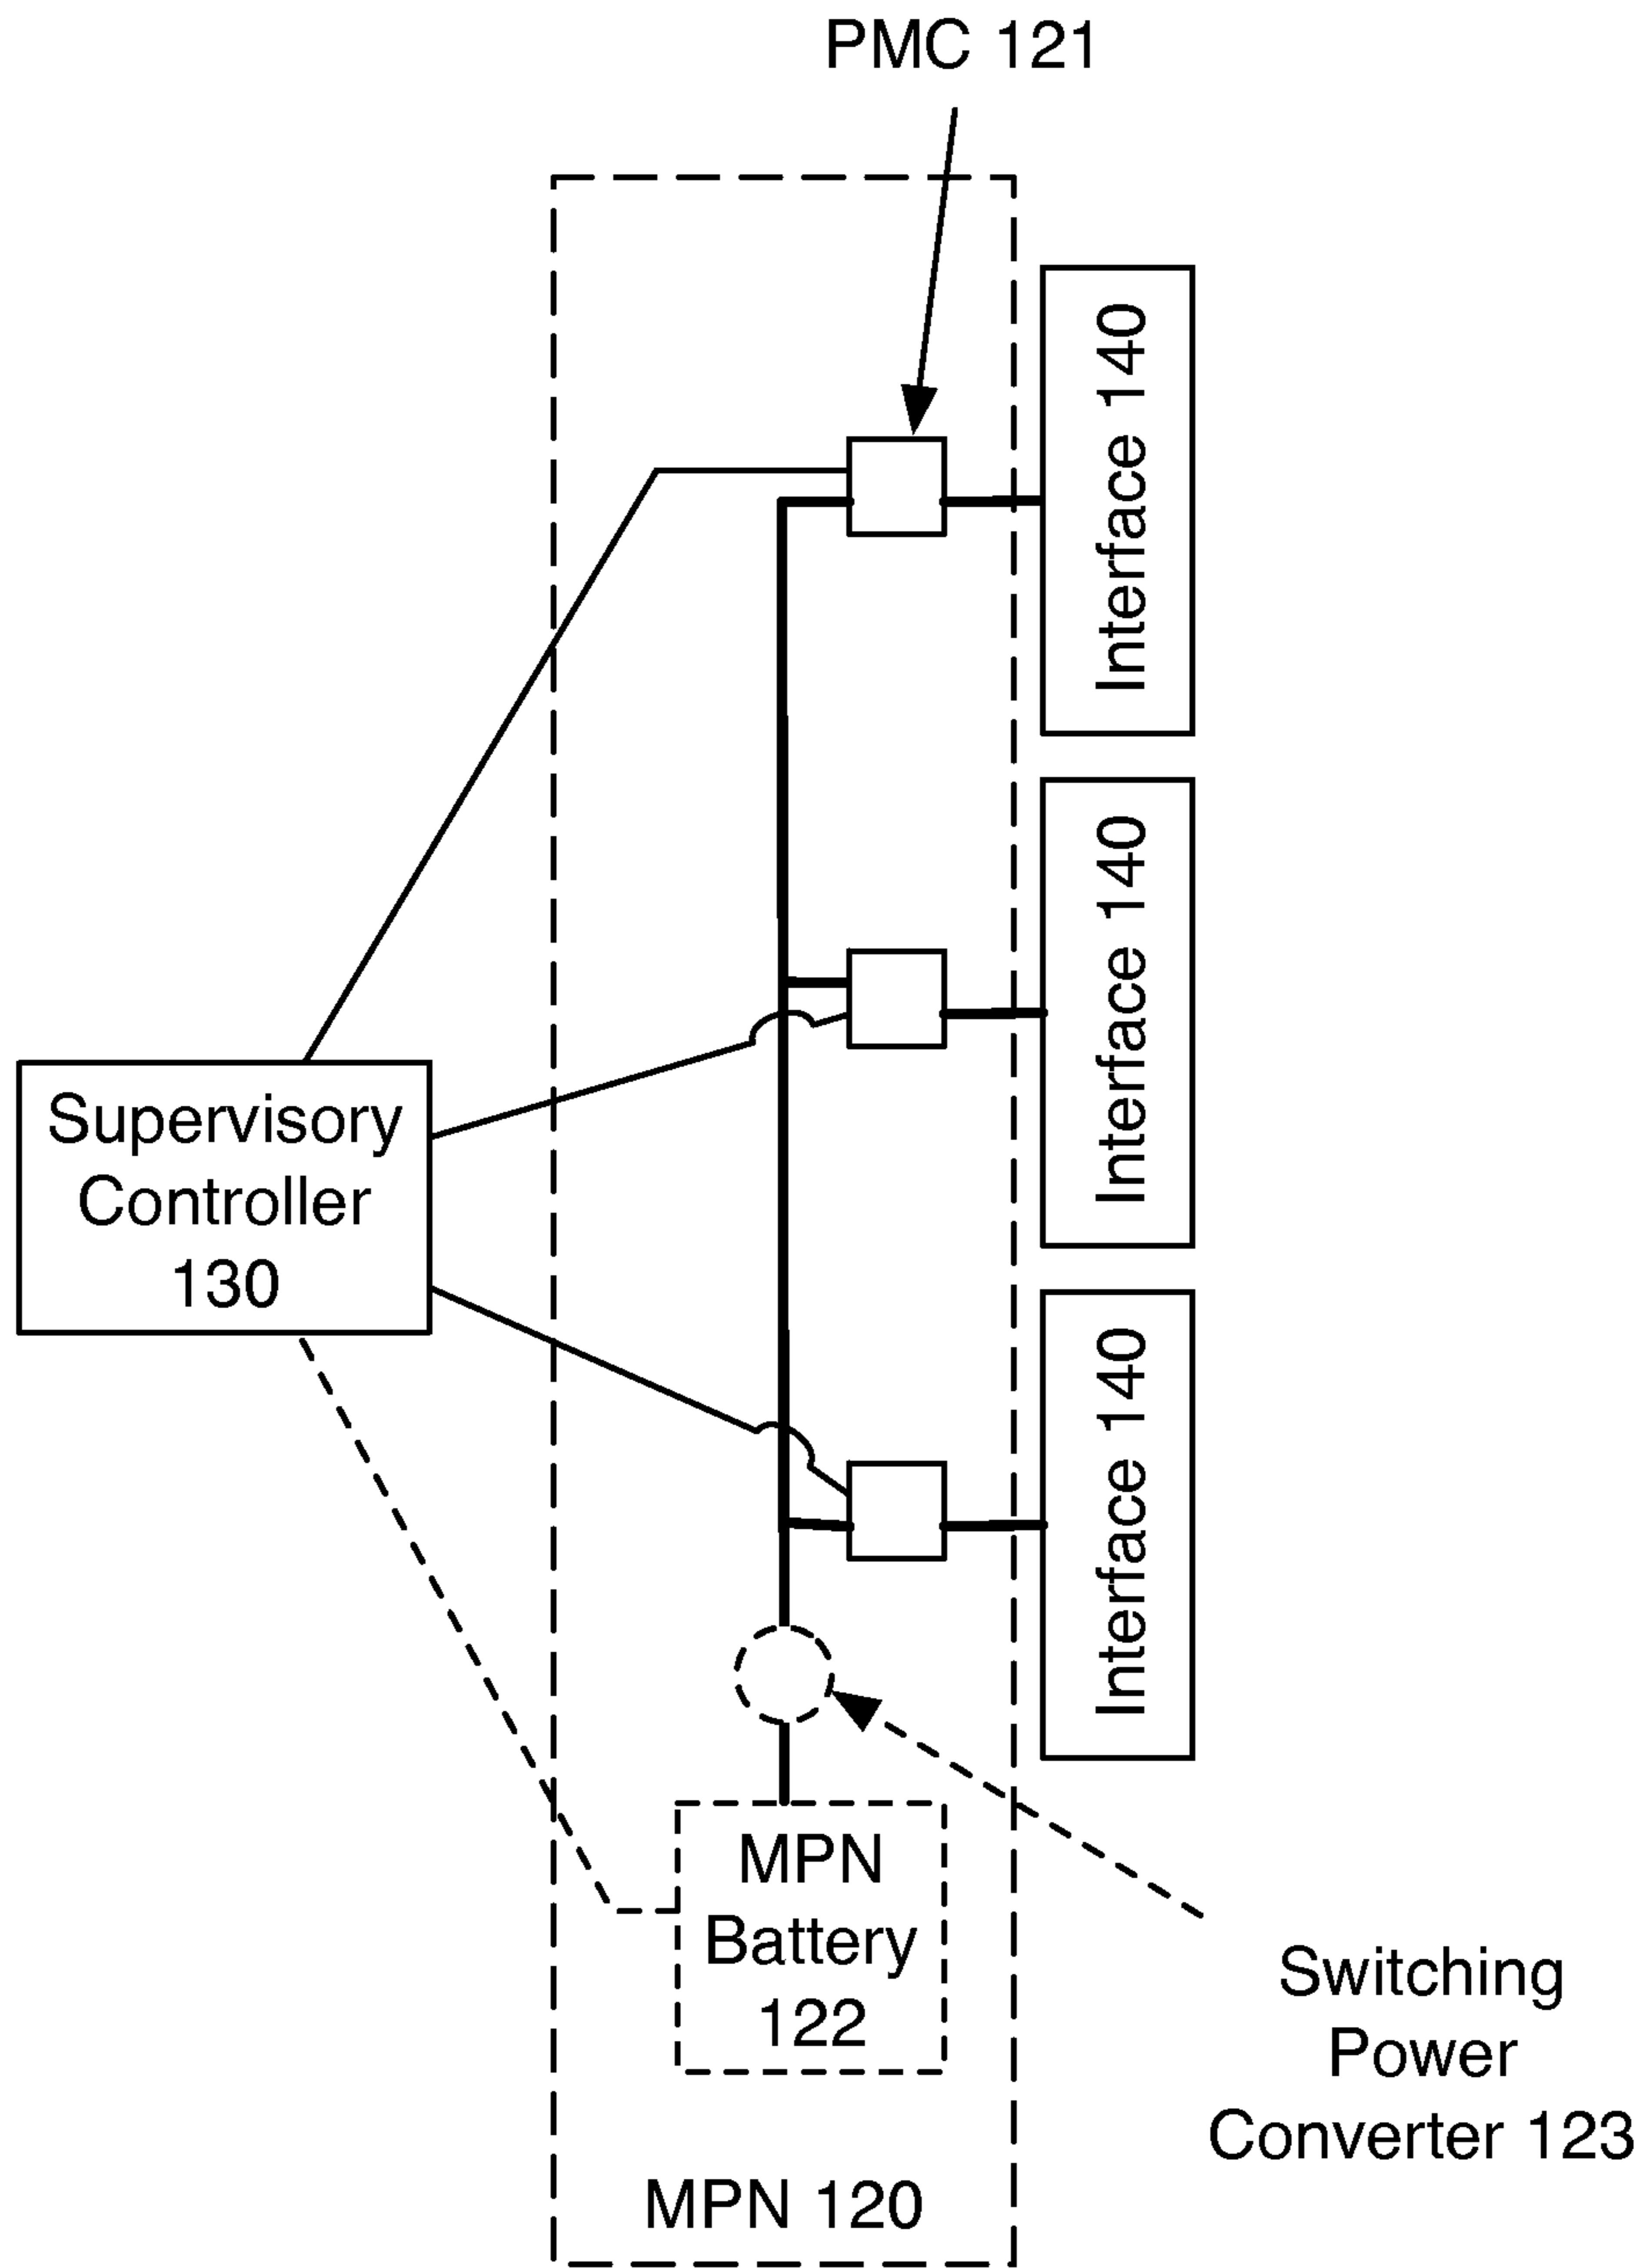 PMC 121
Interface 140
Interface 140
Supervisory
Controller
130
Interface 140
MPN
Battery
122
Switching
Power
Converter 123
MPN 120